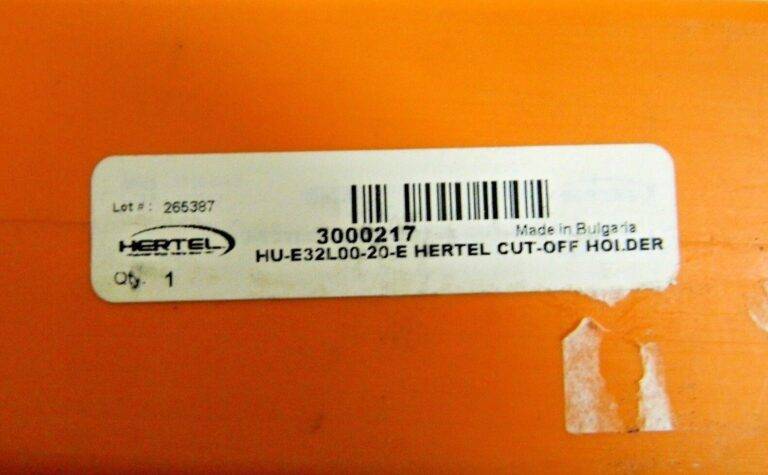 Lot #: 265387
HERTEL
3000217
Made in Bulgaria
HU-E32L00-20-E HERTEL CUT-OFF HOLDER
Qty. 1